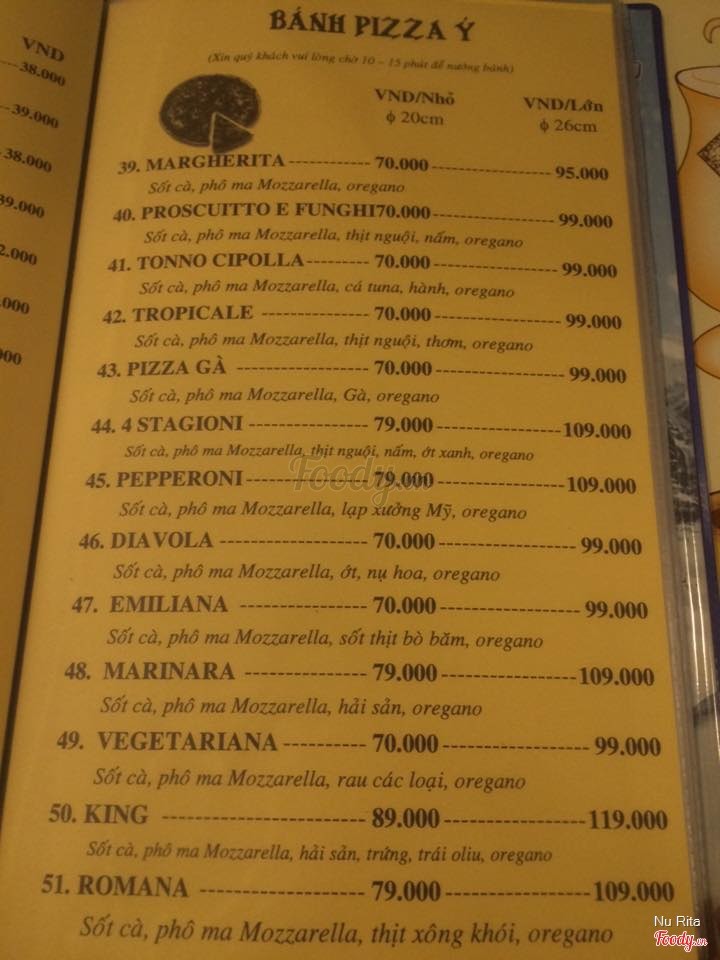 VND
38.000
39.000
38.000
39.000
2.000
.000
000
BÁNH PIZZA Ý
(Xin quý khách vui lòng chờ 10 – 15 phút để nướng bánh)
VND/Nhỏ VND/Lớn
ϕ 20cm ϕ 26cm
39. MARGHERITA 70.000 95.000
Sốt cà, phô ma Mozzarella, oregano
40. PROSCUITTO E FUNGHI 70.000 99.000
Sốt cà, phô ma Mozzarella, thịt nguội, nấm, oregano
41. TONNO CIPOLLA 70.000 99.000
Sốt cà, phô ma Mozzarella, cá tuna, hành, oregano
42. TROPICALE 70.000 99.000
Sốt cà, phô ma Mozzarella, thịt nguội, thơm, oregano
43. PIZZA GÀ 70.000 99.000
Sốt cà, phô ma Mozzarella, Gà, oregano
44. 4 STAGIONI 79.000 109.000
Sốt cà, phô ma Mozzarella, thịt nguội, nấm, ớt xanh, oregano
Foody.vn
45. PEPPERONI 79.000 109.000
Sốt cà, phô ma Mozzarella, lạp xưởng Mỹ, oregano
46. DIAVOLA 70.000 99.000
Sốt cà, phô ma Mozzarella, ớt, nụ hoa, oregano
47. EMILIANA 70.000 99.000
Sốt cà, phô ma Mozzarella, sốt thịt bò băm, oregano
48. MARINARA 79.000 109.000
Sốt cà, phô ma Mozzarella, hải sản, oregano
49. VEGETARIANA 70.000 99.000
Sốt cà, phô ma Mozzarella, rau các loại, oregano
50. KING 89.000 119.000
Sốt cà, phô ma Mozzarella, hải sản, trứng, trái oliu, oregano
51. ROMANA 79.000 109.000
Sốt cà, phô ma Mozzarella, thịt xông khói, oregano
Nu Rita
Foody.vn